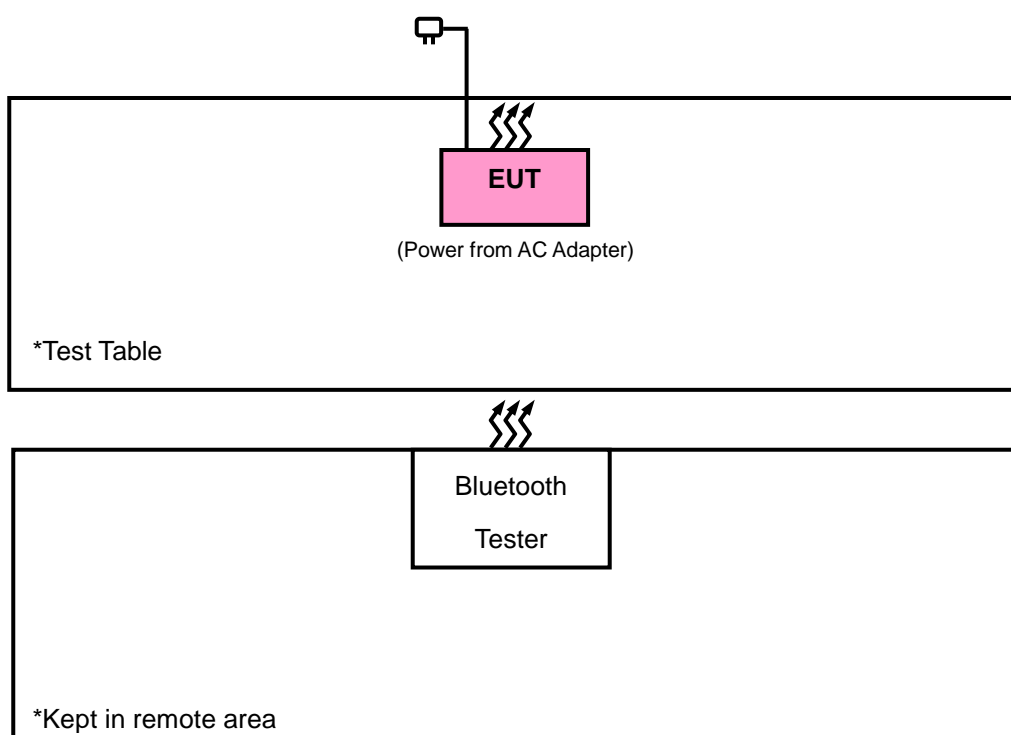 EUT
(Power from AC Adapter)
*Test Table
Bluetooth
Tester
*Kept in remote area